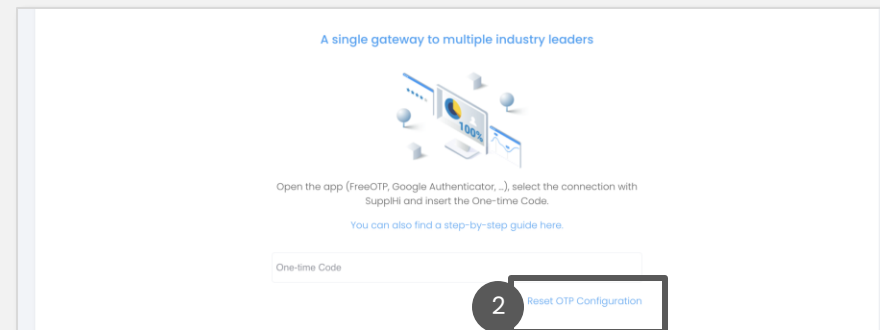 A single gateway to multiple industry leaders
100%
Open the app (FreeOTP, Google Authenticator, ...), select the connection with
SupplHi and insert the One-time Code.
You can also find a step-by-step guide here.
One-time Code
2
Reset OTP Configuration